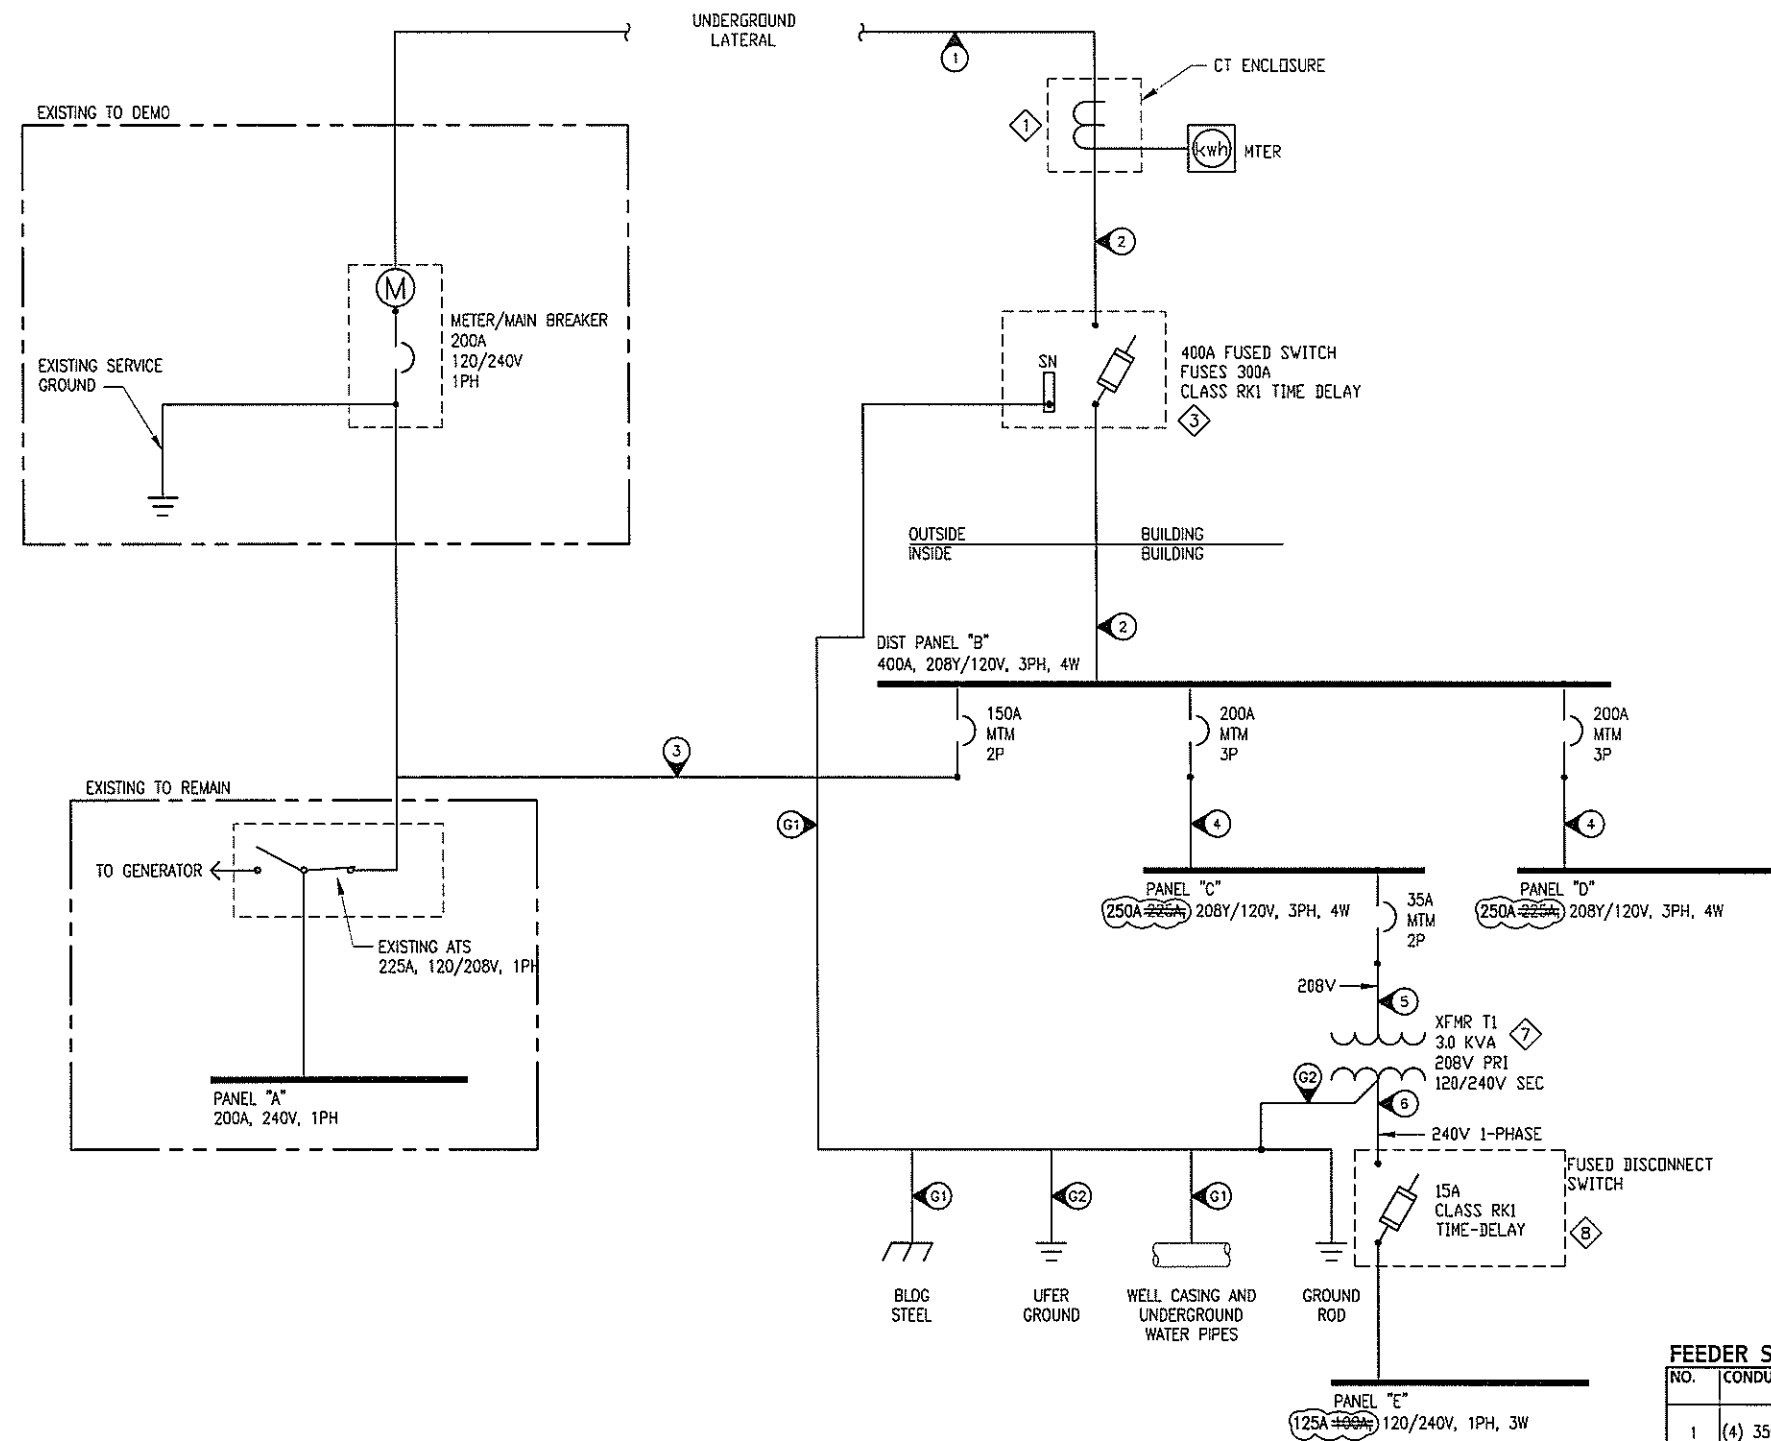 UNDERGROUND
LATERAL
1
CT ENCLOSURE
1
kwh
MTER
EXISTING TO DEMO
2
M
METER/MAIN BREAKER
200A
120/240V
1PH
EXISTING SERVICE
GROUND
SN
400A FUSED SWITCH
FUSES 300A
CLASS RK1 TIME DELAY
3
OUTSIDE BUILDING
INSIDE BUILDING
2
DIST PANEL "B"
400A, 208Y/120V, 3PH, 4W
150A
MTM
2P
200A
MTM
3P
200A
MTM
3P
3
EXISTING TO REMAIN
G1
4
4
TO GENERATOR
EXISTING ATS
225A, 120/208V, 1PH
PANEL "C"
250A 225A, 208Y/120V, 3PH, 4W
35A
MTM
2P
PANEL "D"
250A 225A, 208Y/120V, 3PH, 4W
208V
5
XFMR T1
3.0 KVA
208V PRI
120/240V SEC
7
G2
6
240V 1-PHASE
PANEL "A"
200A, 240V, 1PH
FUSED DISCONNECT
SWITCH
15A
CLASS RK1
TIME-DELAY
8
G1
G2
G1
BLDG
STEEL
UFER
GROUND
WELL CASING AND
UNDERGROUND
WATER PIPES
GROUND
ROD
PANEL "E"
125A 100A, 120/240V, 1PH, 3W
FEEDER S
NO. CONDU
1 (4) 35